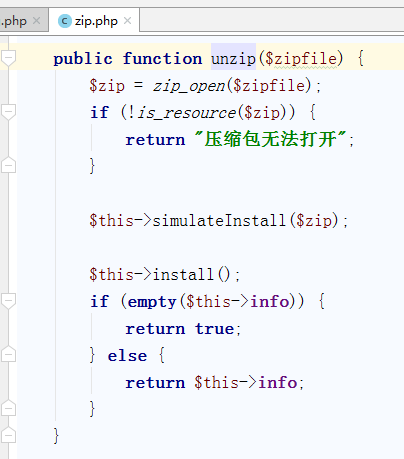 g.php × zip.php ×
public function unzip($zipfile) {
$zip = zip_open($zipfile);
if (!is_resource($zip)) {
return "压缩包无法打开";
}
$this->simulateInstall($zip);
$this->install();
if (empty($this->info)) {
return true;
} else {
return $this->info;
}
}